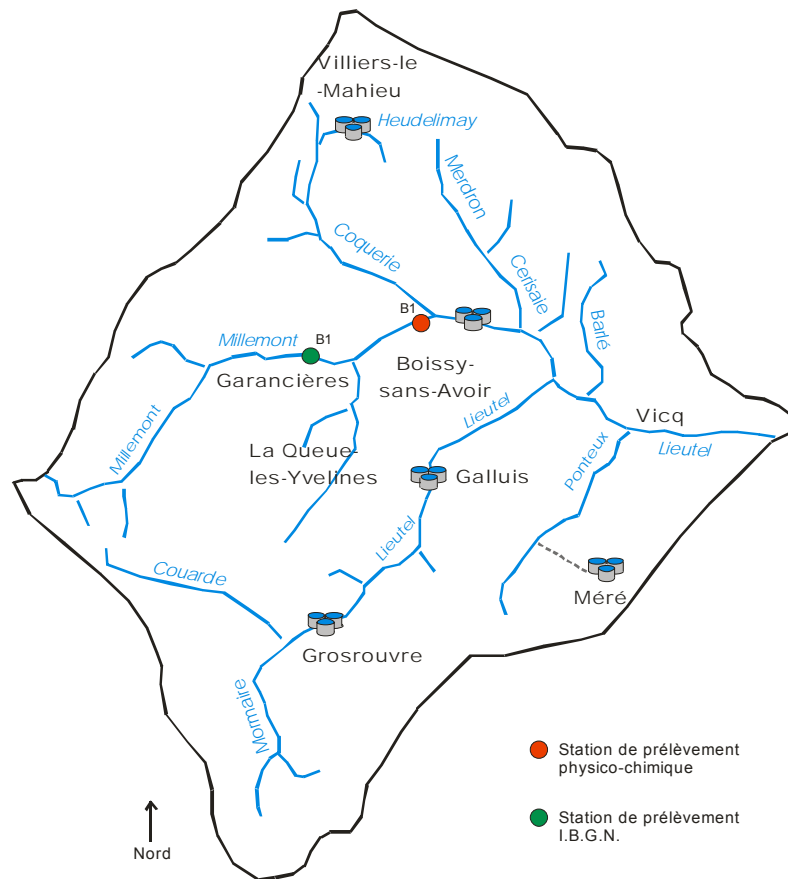 Villiers-le
-Mahieu
Heudelimay
Merdron
Coquerie
Cerisaie
B1
B1
Millemont
Barlé
Garancières
Boissy-
sans-Avoir
Lieutel
Millemont
Vicq
La Queue-
les-Yvelines
Lieutel
Galluis
Ponteux
Lieutel
Couarde
Méré
Grosrouvre
Mormaire
Station de prélèvement
physico-chimique
Station de prélèvement
I.B.G.N.
Nord